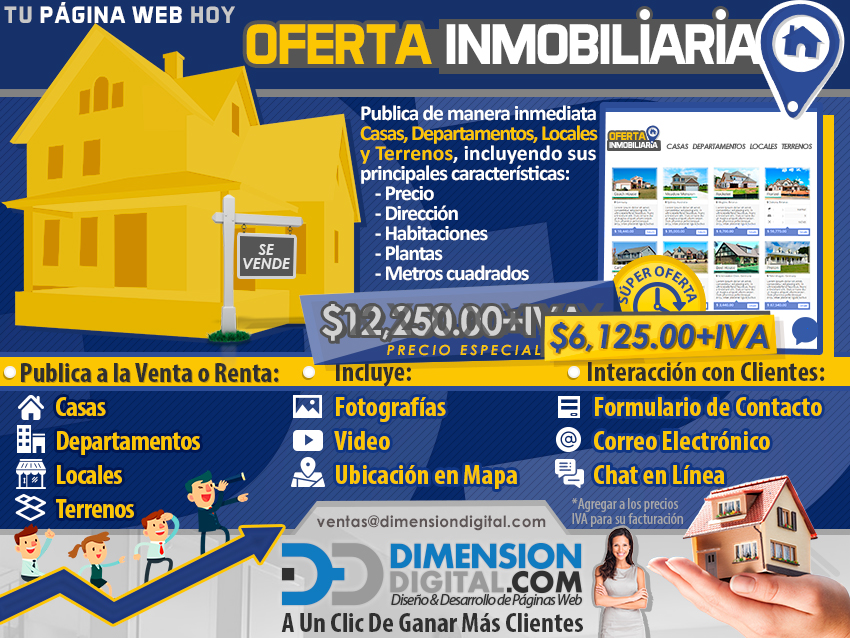 TU PÁGINA WEB HOY
OFERTA INMOBILIARIA
Publica de manera inmediata
Casas, Departamentos, Locales
y Terrenos, incluyendo sus
principales características:
- Precio
- Dirección
- Habitaciones
- Plantas
- Metros cuadrados
SE
VENDE
OFERTA
INMOBILIARIA
CASAS DEPARTAMENTOS LOCALES TERRENOS
SÚPER OFERTA
$12,250.00+IVA
PRECIO ESPECIAL
$6,125.00+IVA
Publica a la Venta o Renta:
Casas
Departamentos
Locales
Terrenos
Incluye:
Fotografías
Video
Ubicación en Mapa
Interacción con Clientes:
Formulario de Contacto
Correo Electrónico
Chat en Línea
*Agregar a los precios
IVA para su facturación
ventas@dimensiondigital.com
DIMENSION
DIGITAL.COM
Diseño & Desarrollo de Páginas Web
A Un Clic De Ganar Más Clientes